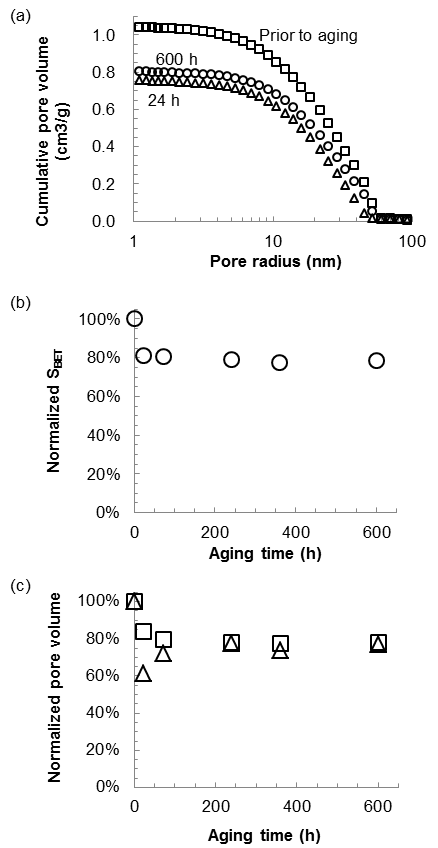 (a)
Cumulative pore volume
(cm3/g)
1.0
0.8
0.6
0.4
0.2
0.0
Prior to aging
600 h
24 h
1
10
100
Pore radius (nm)
(b)
Normalized SBET
100%
80%
60%
40%
20%
0%
0
200
400
600
Aging time (h)
(c)
Normalized pore volume
100%
80%
60%
40%
20%
0%
0
200
400
600
Aging time (h)